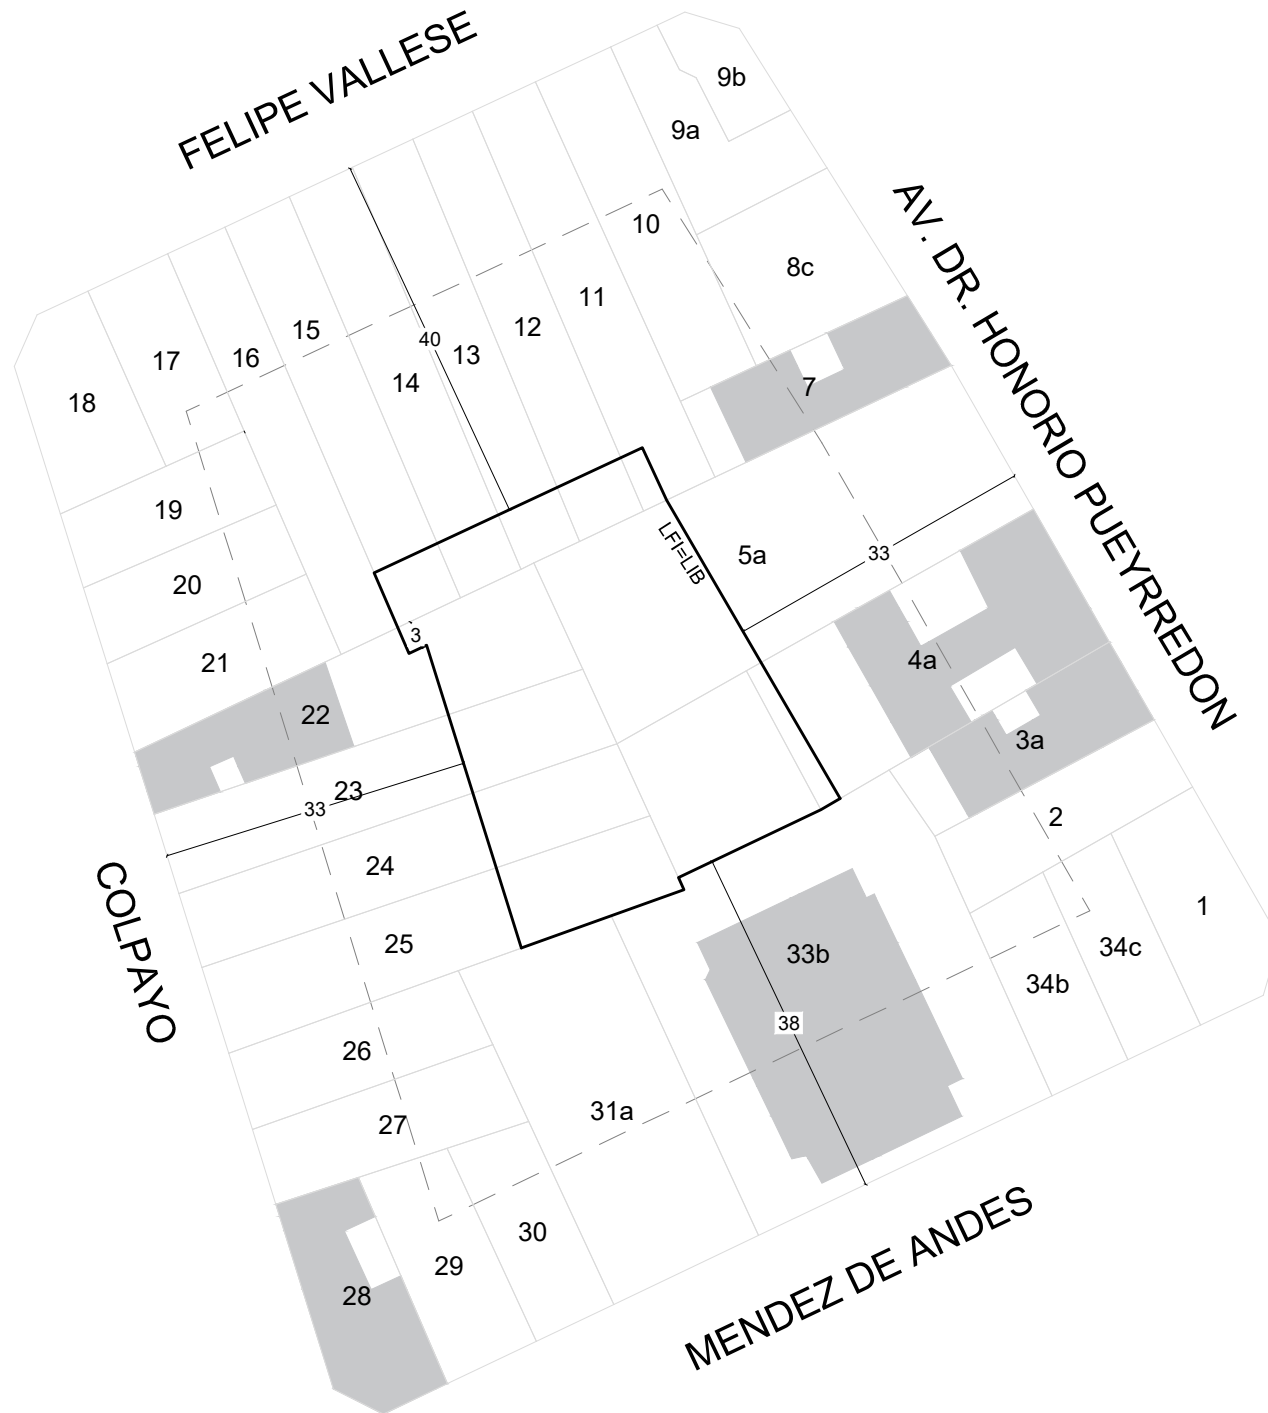 FELIPE VALLESE
9b
9a
AV. DR. HONORIO PUEYRREDON
10
8c
11
12
15
40
13
16
17
14
7
18
19
LFI=LIB
5a
33
20
3
21
4a
22
3a
23
33
2
24
COLPAYO
1
25
33b
34c
34b
38
26
31a
27
30
29
28
MENDEZ DE ANDES